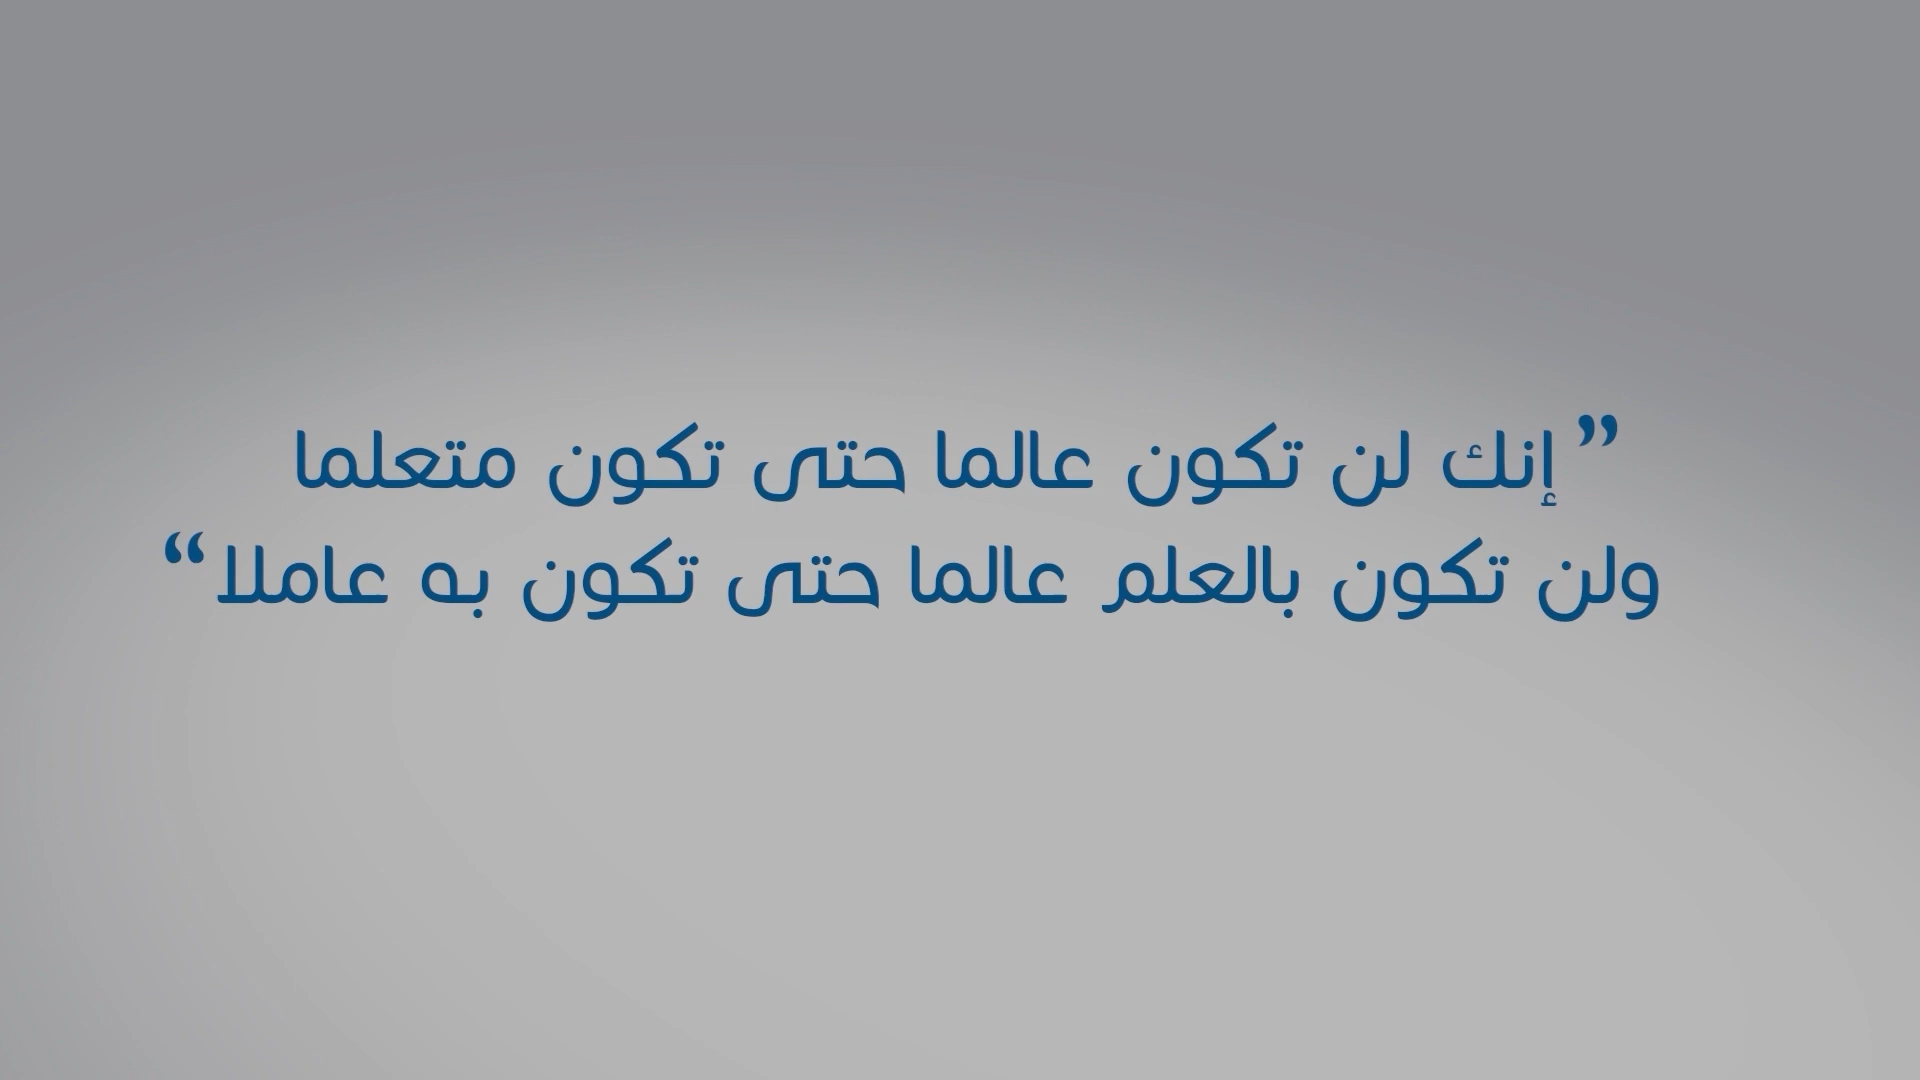 ”إنك لن تكون عالما حتى تكون متعلما
ولن تكون بالعلم عالما حتى تكون به عاملا“